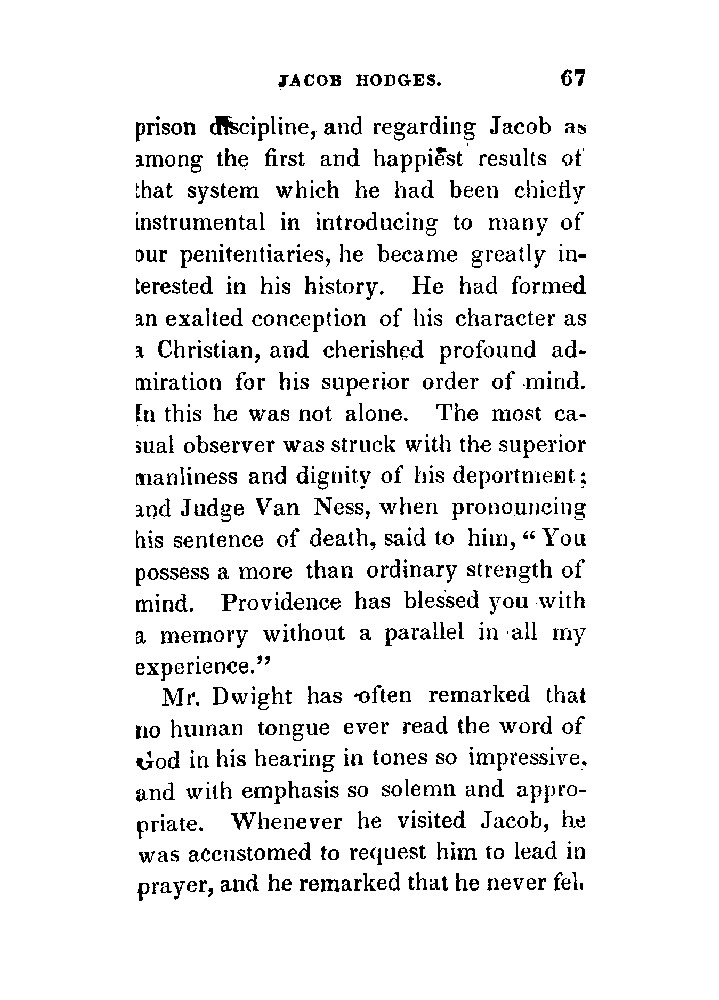 JACOB HODGES. 67
prison discipline, and regarding Jacob as
among the first and happiest results of
that system which he had been chiefly
instrumental in introducing to many of
our penitentiaries, he became greatly in-
terested in his history. He had formed
an exalted conception of his character as
a Christian, and cherished profound ad-
miration for his superior order of mind.
In this he was not alone. The most ca-
sual observer was struck with the superior
manliness and dignity of his deportment;
and Judge Van Ness, when pronouncing
his sentence of death, said to him, “ You
possess a more than ordinary strength of
mind. Providence has blessed you with
a memory without a parallel in all my
experience.”
Mr. Dwight has often remarked that
no human tongue ever read the word of
God in his hearing in tones so impressive,
and with emphasis so solemn and appro-
priate. Whenever he visited Jacob, he
was accustomed to request him to lead in
prayer, and he remarked that he never felt